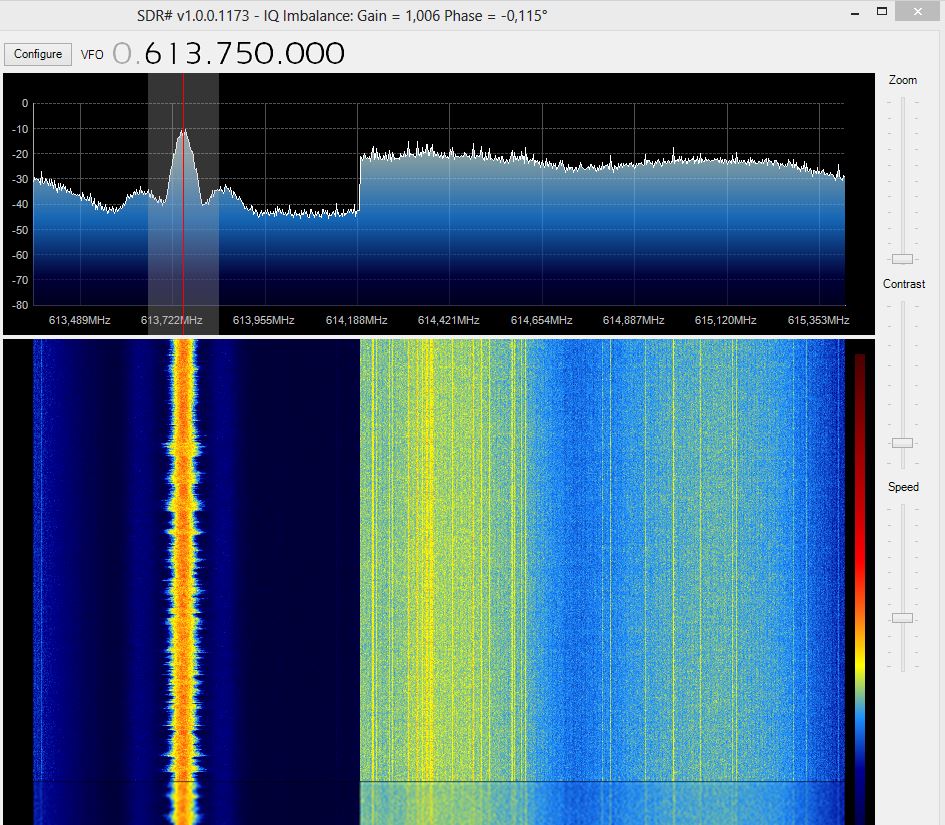 SDR# v1.0.0.1173 - IQ Imbalance: Gain = 1,006 Phase = -0,115°
Configure VFO 0.613.750.000
Zoom
0
-10
-20
-30
-40
-50
-60
-70
-80
613,489MHz 613,722MHz 613,955MHz 614,188MHz 614,421MHz 614,654MHz 614,887MHz 615,120MHz 615,353MHz
Contrast
Speed